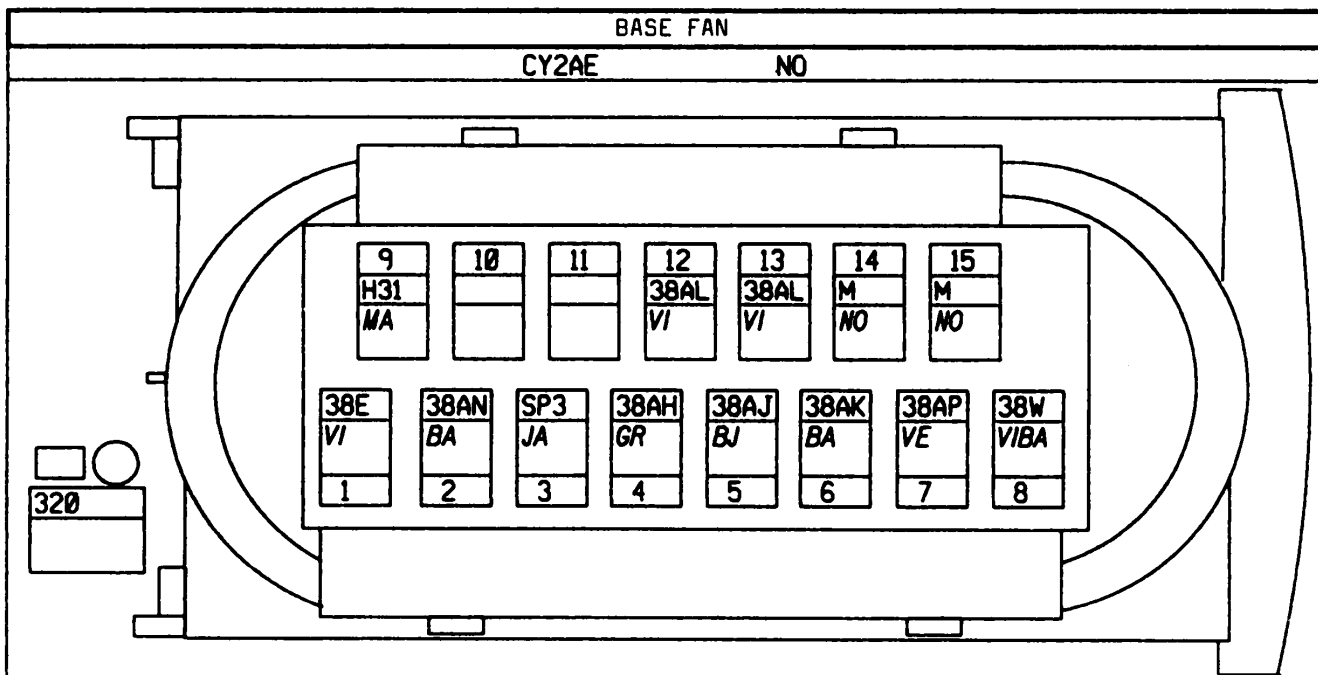 BASE FAN
CY2AE NO
9 10 11 12 13 14 15
H31 38AL 38AL M M
MA VI VI NO NO
38E 38AN SP3 38AH 38AJ 38AK 38AP 38W
VI BA JA GR BJ BA VE VIBA
1 2 3 4 5 6 7 8
320